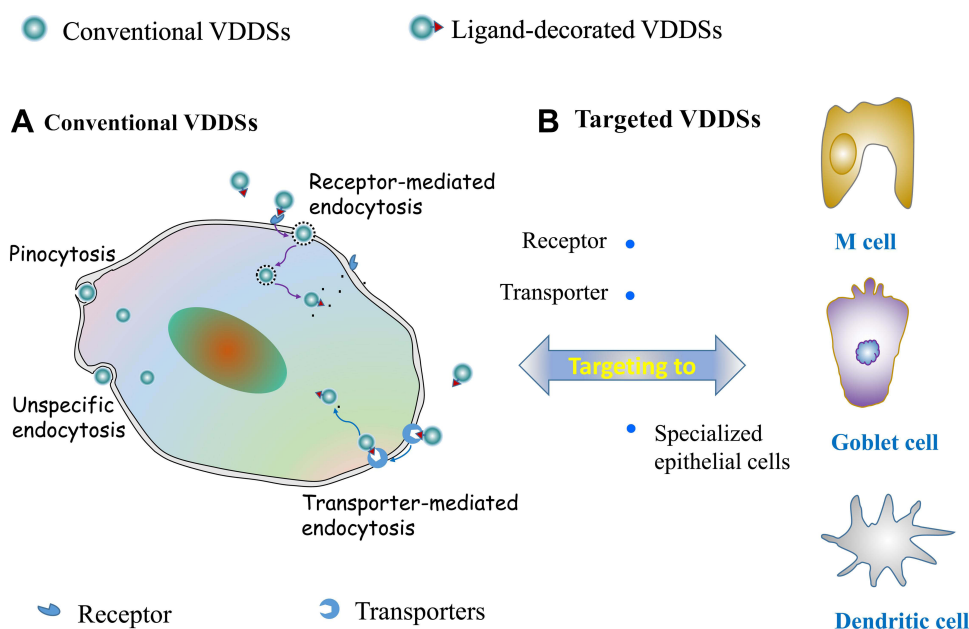 Conventional VDDSs
Ligand-decorated VDDSs
A Conventional VDDSs
B Targeted VDDSs
Receptor-mediated
endocytosis
Pinocytosis
Unspecific
endocytosis
Transporter-mediated
endocytosis
Receptor
Transporters
Receptor
Transporter
Targeting to
Specialized
epithelial cells
M cell
Goblet cell
Dendritic cell